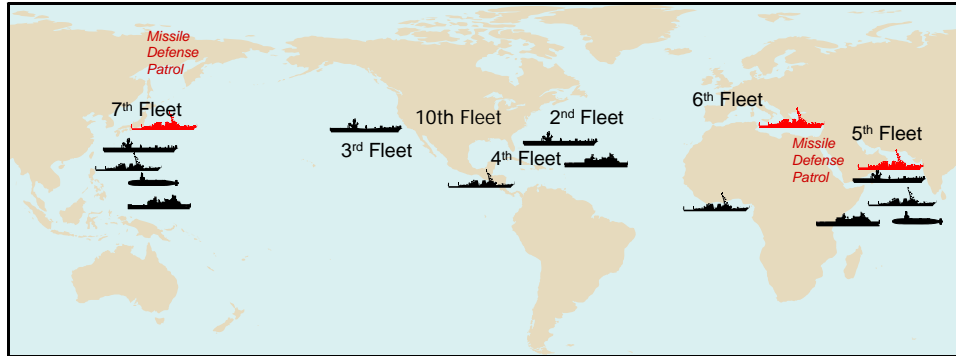 Missile
Defense
Patrol
7th Fleet
3rd Fleet
10th Fleet
4th Fleet
2nd Fleet
6th Fleet
Missile
Defense
Patrol
5th Fleet